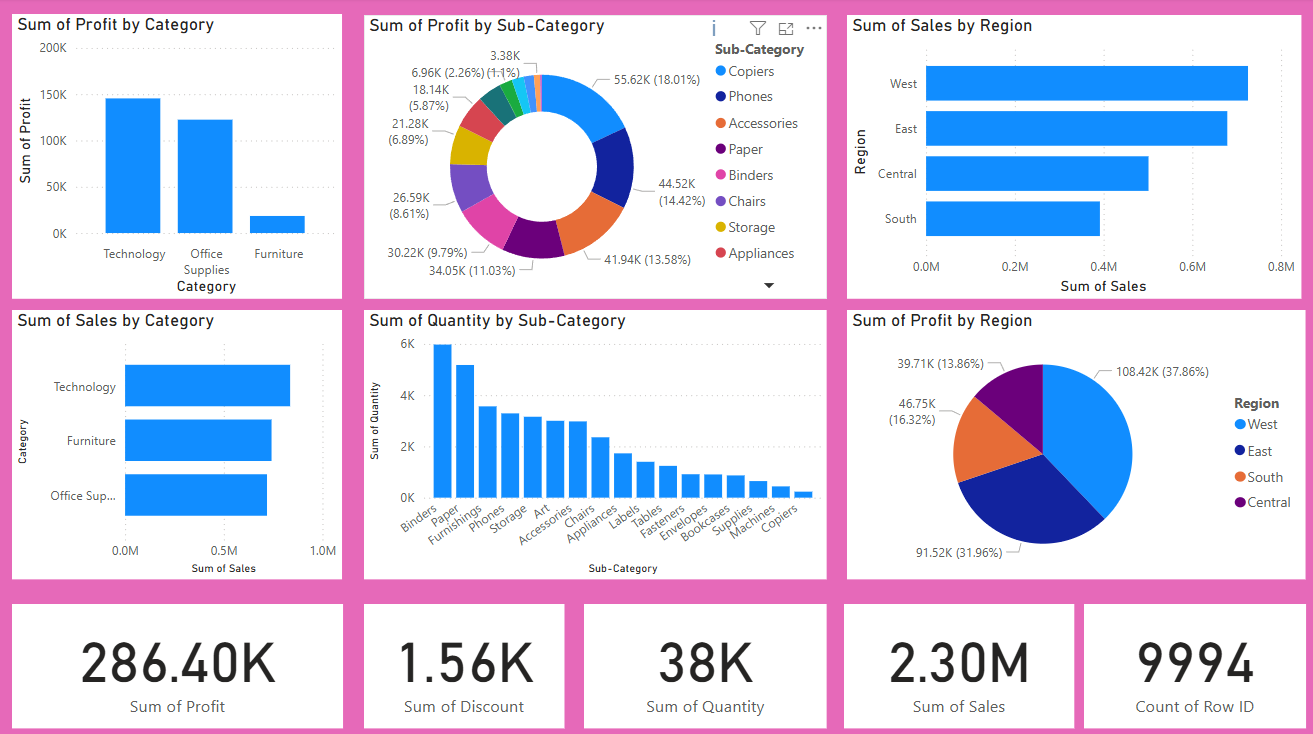 Sum of Profit by Category
200K
150K
100K
50K
0K
Sum of Profit
Technology
Office
Supplies
Furniture
Category
Sum of Profit by Sub-Category
3.38K
6.96K (2.26%)
(1.1%)
18.14K
(5.87%)
21.28K
(6.89%)
26.59K
(8.61%)
30.22K (9.79%)
34.05K (11.03%)
55.62K (18.01%)
44.52K
(14.42%)
41.94K (13.58%)
Sub-Category
Copiers
Phones
Accessories
Paper
Binders
Chairs
Storage
Appliances
Sum of Sales by Region
Region
West
East
Central
South
0.0M 0.2M 0.4M 0.6M 0.8M
Sum of Sales
Sum of Sales by Category
Category
Technology
Furniture
Office Sup...
0.0M 0.5M 1.0M
Sum of Sales
Sum of Quantity by Sub-Category
Sum of Quantity
6K
4K
2K
0K
Binders
Paper
Furnishings
Phones
Storage
Art
Accessories
Chairs
Appliances
Labels
Tables
Fasteners
Envelopes
Bookcases
Supplies
Machines
Copiers
Sub-Category
Sum of Profit by Region
39.71K (13.86%)
46.75K
(16.32%)
91.52K (31.96%)
108.42K (37.86%)
Region
West
East
South
Central
286.40K
Sum of Profit
1.56K
Sum of Discount
38K
Sum of Quantity
2.30M
Sum of Sales
9994
Count of Row ID